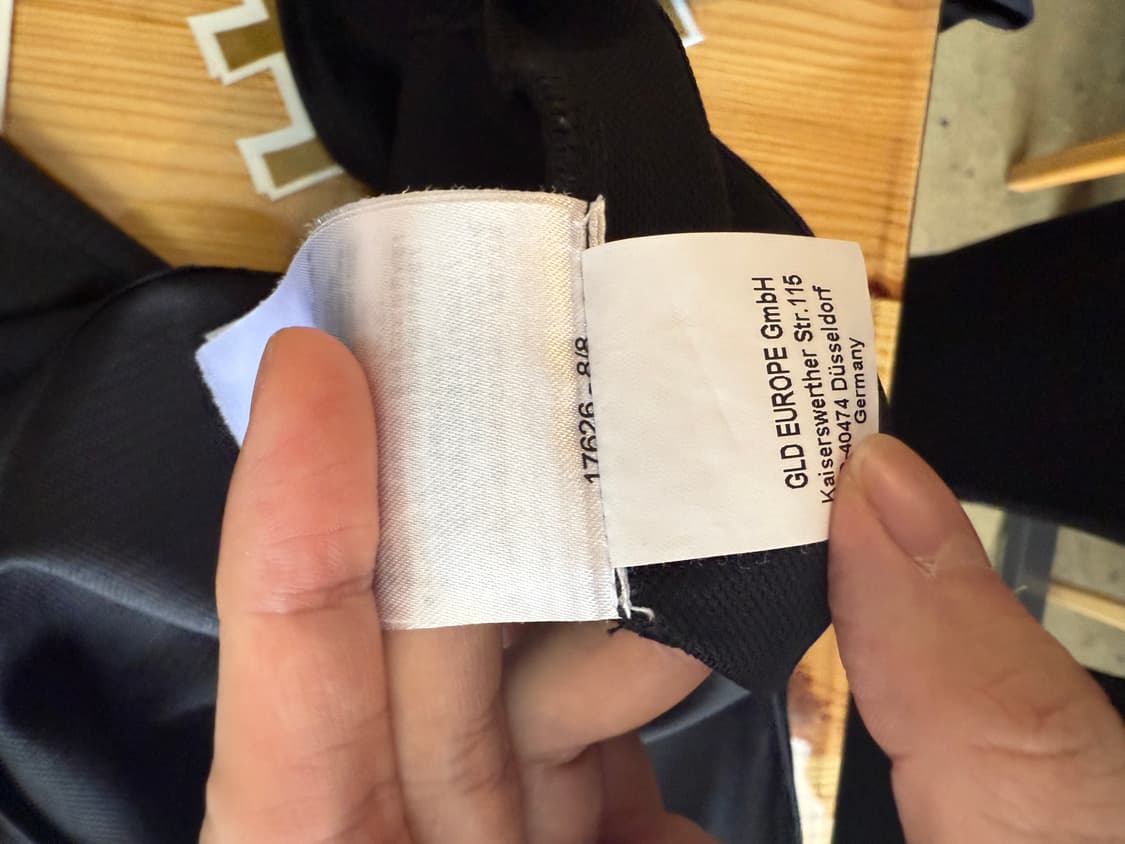 GLD EUROPE GmbH
Kaiserswerther Str.115
-40474 Düsseldorf
Germany
17626 - 8/8